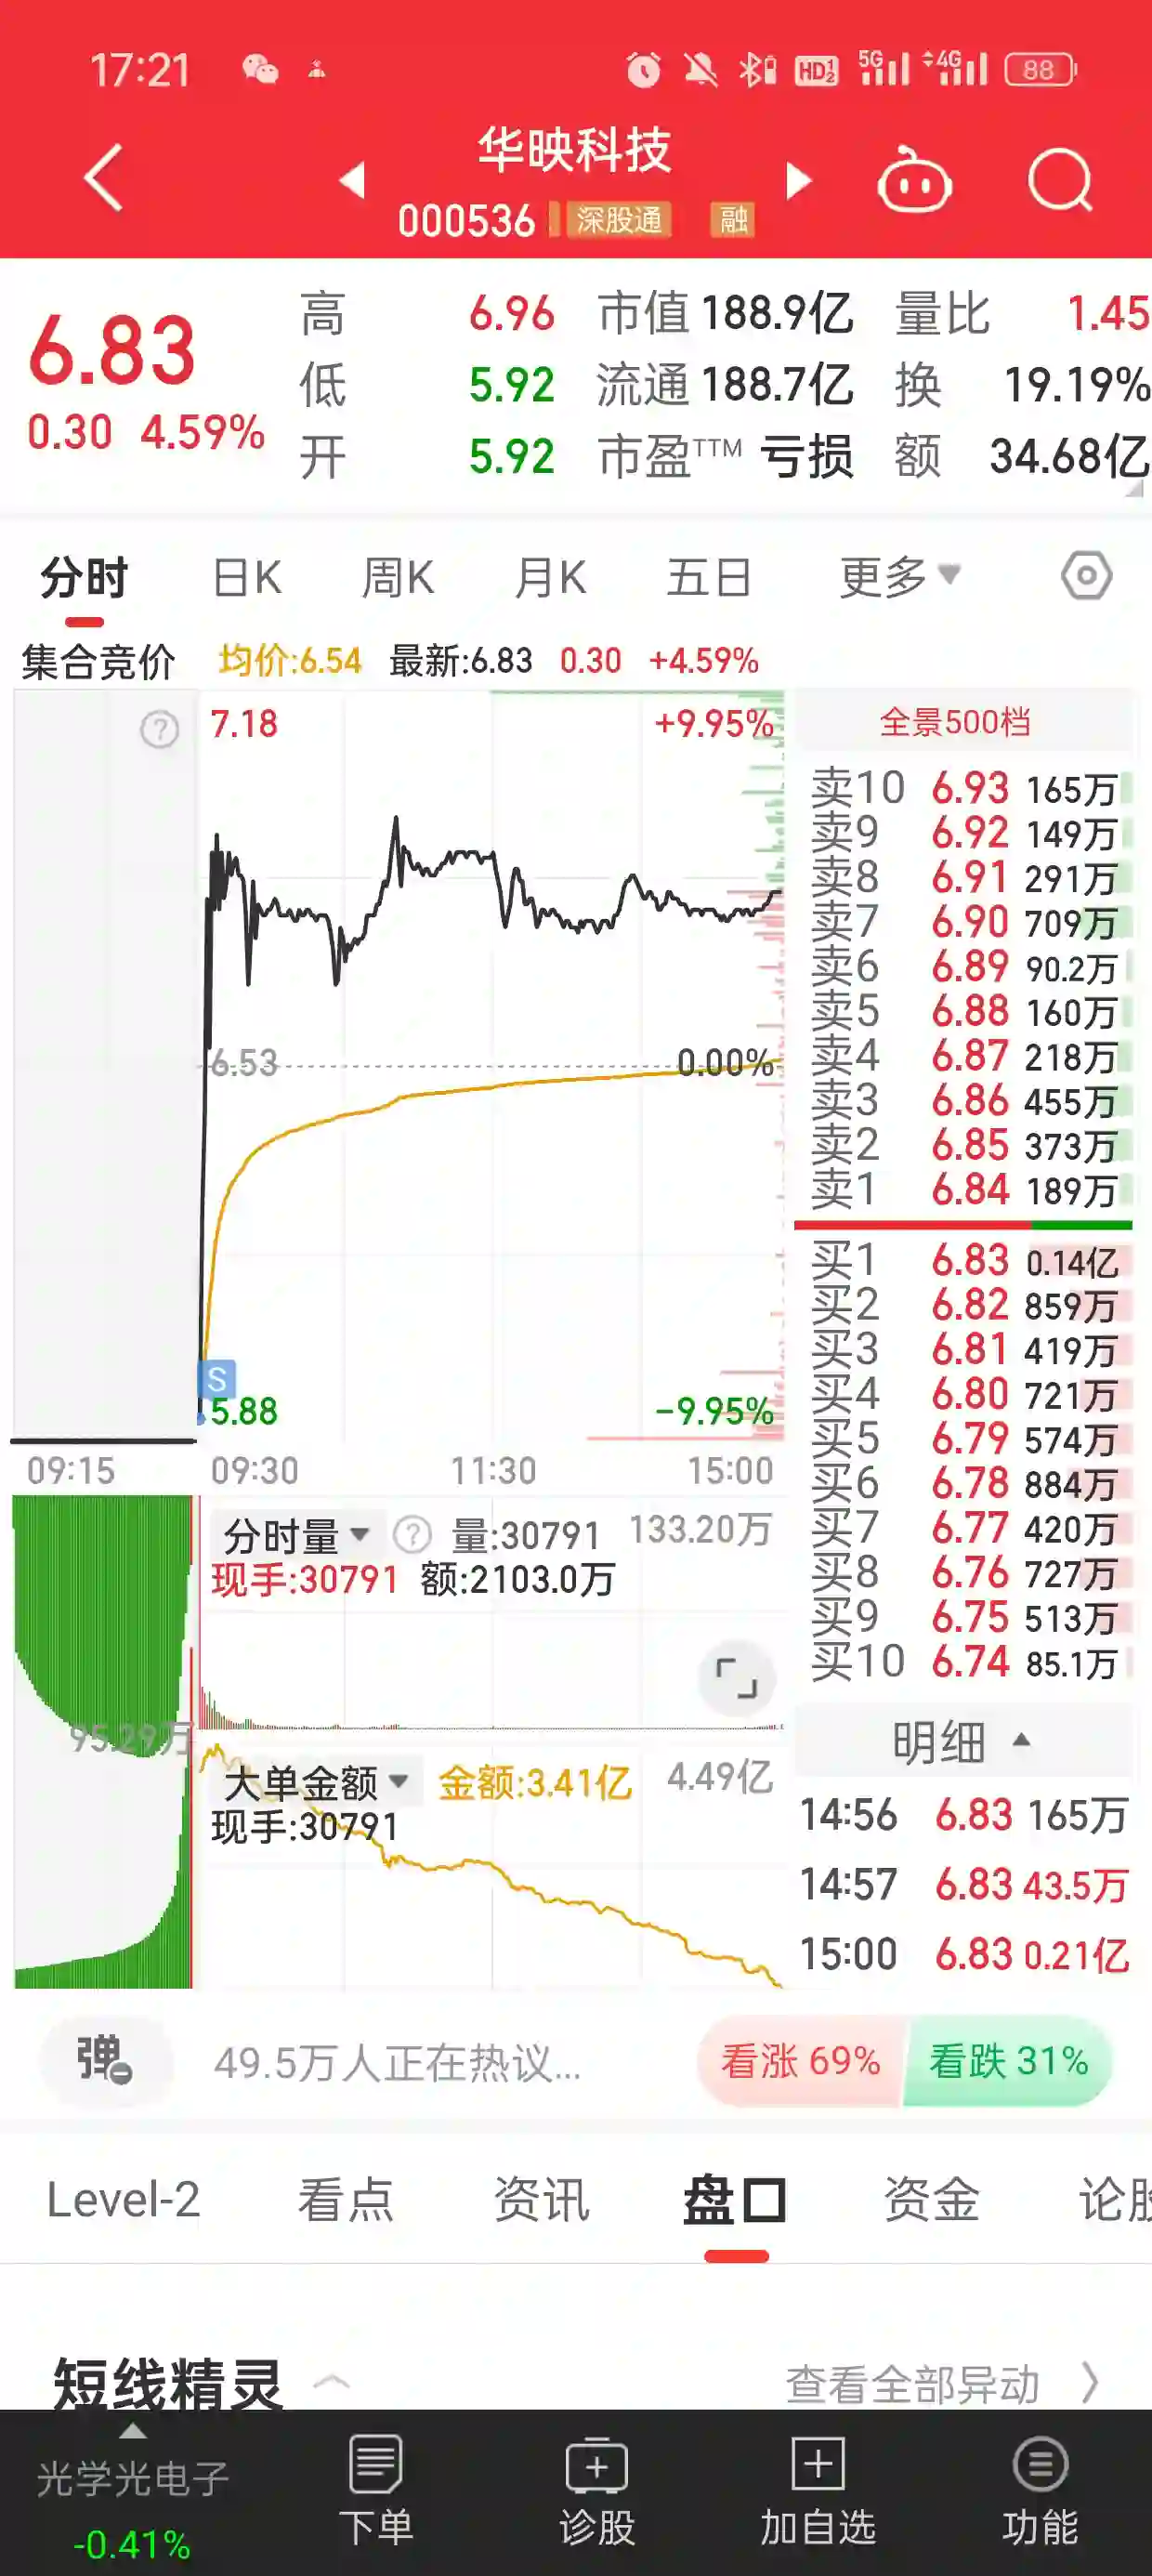 17:21 HD 5G 4G 88
华映科技
000536 深股通 融
6.83
0.30 4.59%
高 6.96 市值 188.9亿 量比 1.45
低 5.92 流通 188.7亿 换 19.19%
开 5.92 市盈TTM 亏损 额 34.68亿
分时 日K 周K 月K 五日 更多
集合竞价 均价:6.54 最新:6.83 0.30 +4.59%
7.18 +9.95%
6.53 0.00%
S
5.88 -9.95%
09:15 09:30 11:30 15:00
全景500档
卖10 6.93 165万
卖9 6.92 149万
卖8 6.91 291万
卖7 6.90 709万
卖6 6.89 90.2万
卖5 6.88 160万
卖4 6.87 218万
卖3 6.86 455万
卖2 6.85 373万
卖1 6.84 189万
买1 6.83 0.14亿
买2 6.82 859万
买3 6.81 419万
买4 6.80 721万
买5 6.79 574万
买6 6.78 884万
买7 6.77 420万
买8 6.76 727万
买9 6.75 513万
买10 6.74 85.1万
分时量 量:30791 133.20万
现手:30791 额:2103.0万
95.29万
大单金额 金额:3.41亿 4.49亿
现手:30791
明细
14:56 6.83 165万
14:57 6.83 43.5万
15:00 6.83 0.21亿
弹 49.5万人正在热议... 看涨 69% 看跌 31%
Level-2 看点 资讯 盘口 资金 论股
短线精灵 查看全部异动
光学光电子
-0.41%
下单 诊股 加自选 功能